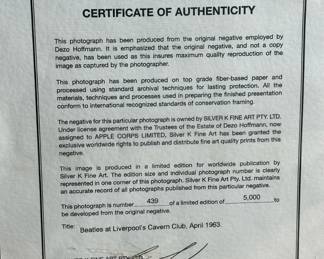 CERTIFICATE OF AUTHENTICITY
This photograph has been produced from the original negative employed by
Dezo Hoffmann. It is emphasized that the original negative, and not a copy
negative, has been used as this insures maximum quality reproduction of the
image as captured by the photographer.
This photograph has been produced on top grade fiber-based paper and
processed using standard archival techniques for lasting protection. All the
materials, techniques and processes used in preparing the finished presentation
conform to international recognized standards of conservation framing.
The negative for this particular photograph is owned by SILVER K FINE ART PTY. LTD.
Under license agreement with the Trustees of the Estate of Dezo Hoffmann, now
assigned to APPLE CORPS LIMITED, Silver K Fine Art has been granted the
exclusive worldwide rights to publish and distribute fine art quality prints from this
negative.
This image is produced in a limited edition for worldwide publication by
Silver K Fine Art. The edition size and individual photograph number is clearly
represented in one corner of this photograph. Silver K Fine Art Pty. Ltd. maintains
an accurate record of all photographs published from this particular negative.
This photograph is number 439 of a limited edition of 5,000 to
be developed from the original negative.
Title: Beatles at Liverpool's Cavern Club, April 1963.